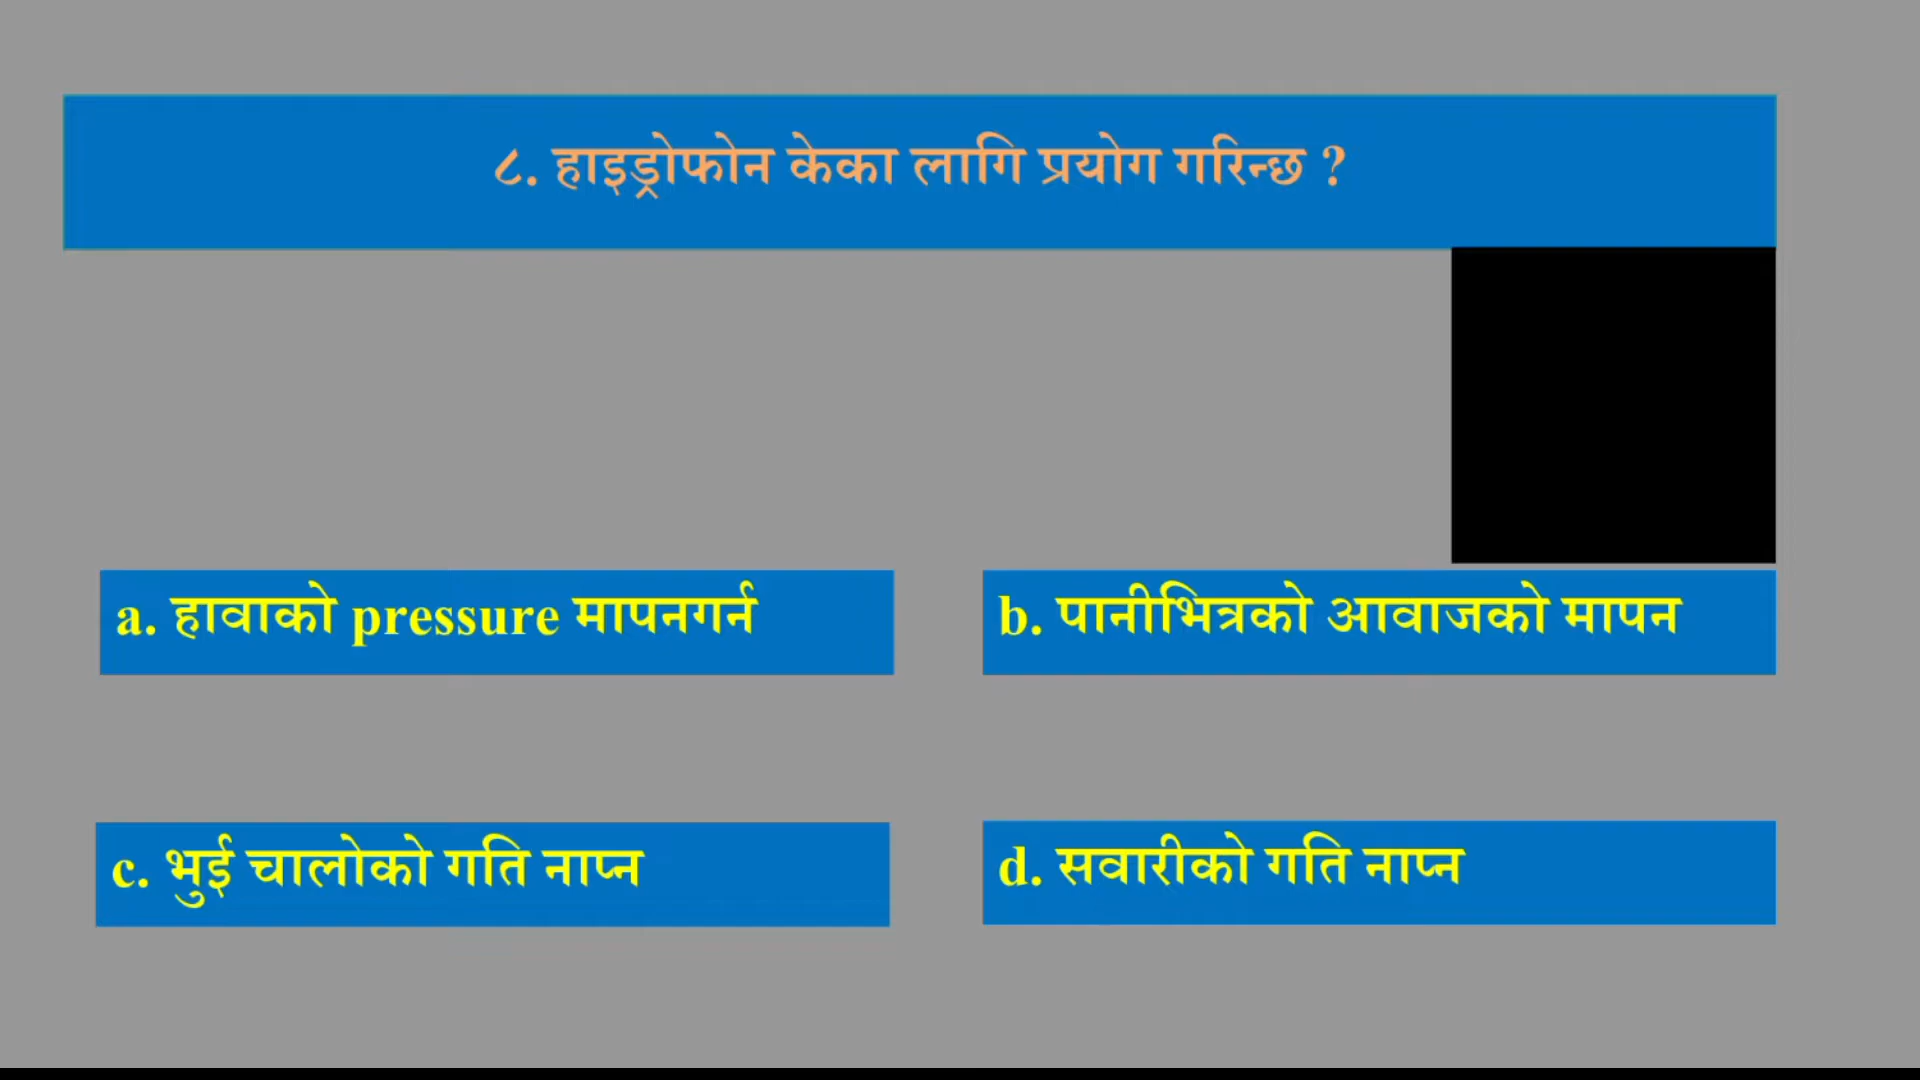 ८. हाइड्रोफोन केका लागि प्रयोग गरिन्छ ?
a. हावाको pressure मापनगर्न
b. पानीभित्रको आवाजको मापन
c. भुई चालोको गति नाप्न
d. सवारीको गति नाप्न